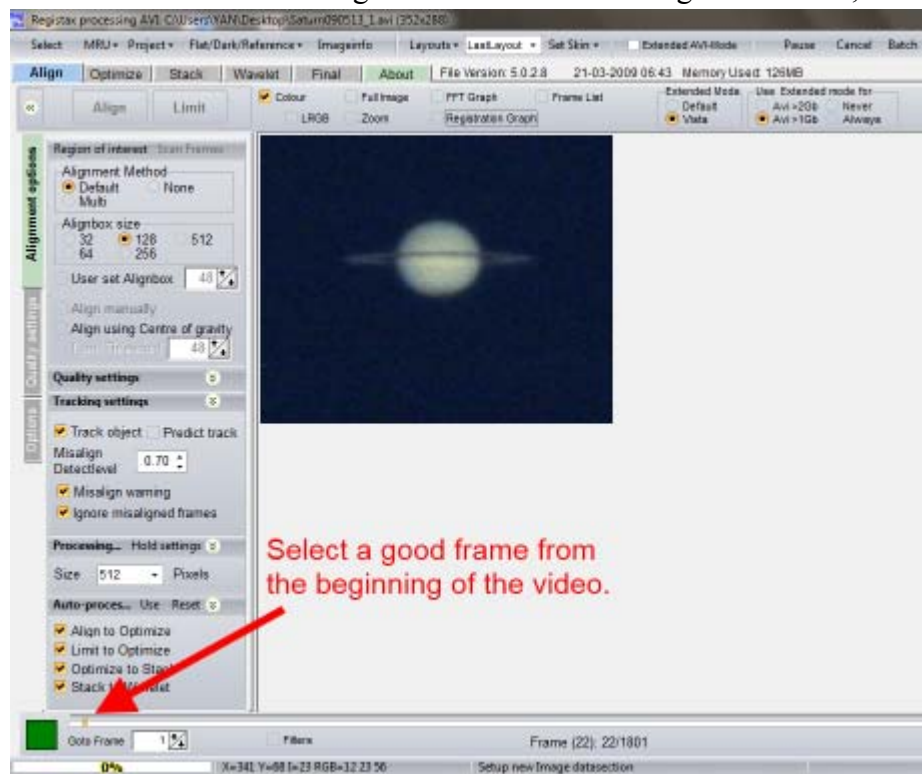 Registax processing AVI: C:\Users\YAN\Desktop\Saturn090513_1.avi (352x288)
Select MRU Project Flat/Dark/Reference Imageinfo Layouts LastLayout Set Skin Extended AVI-Mode Pause Cancel Batch
Align Optimize Stack Wavelet Final About File Version: 5.0.2.8 21-03-2009 06:43 Memory Used: 126MB
Align Limit
Colour Full image FFT Graph Frame List
LRGB Zoom Registration Graph
Extended Mode Use Extended mode for
Default Avi >2Gb Never
Vista Avi >1Gb Always
Alignment options
Quality settings
Options
Region of interest Scan Frames
Alignment Method
Default None
Multi
Alignbox size
32 128 512
64 256
User set Alignbox 48
Align manually
Align using Centre of gravity
48
Quality settings
Tracking settings
Track object Predict track
Misalign
Detectlevel 0.70
Misalign warning
Ignore misaligned frames
Processing... Hold settings
Size 512 Pixels
Auto-proces... Use Reset
Align to Optimize
Limit to Optimize
Optimize to Stack
Stack to Wavelet
Select a good frame from
the beginning of the video.
Goto Frame 1 Filters Frame (22): 22/1801
0% X=341 Y=68 I=23 RGB=12 23 56 Setup new Image datasection